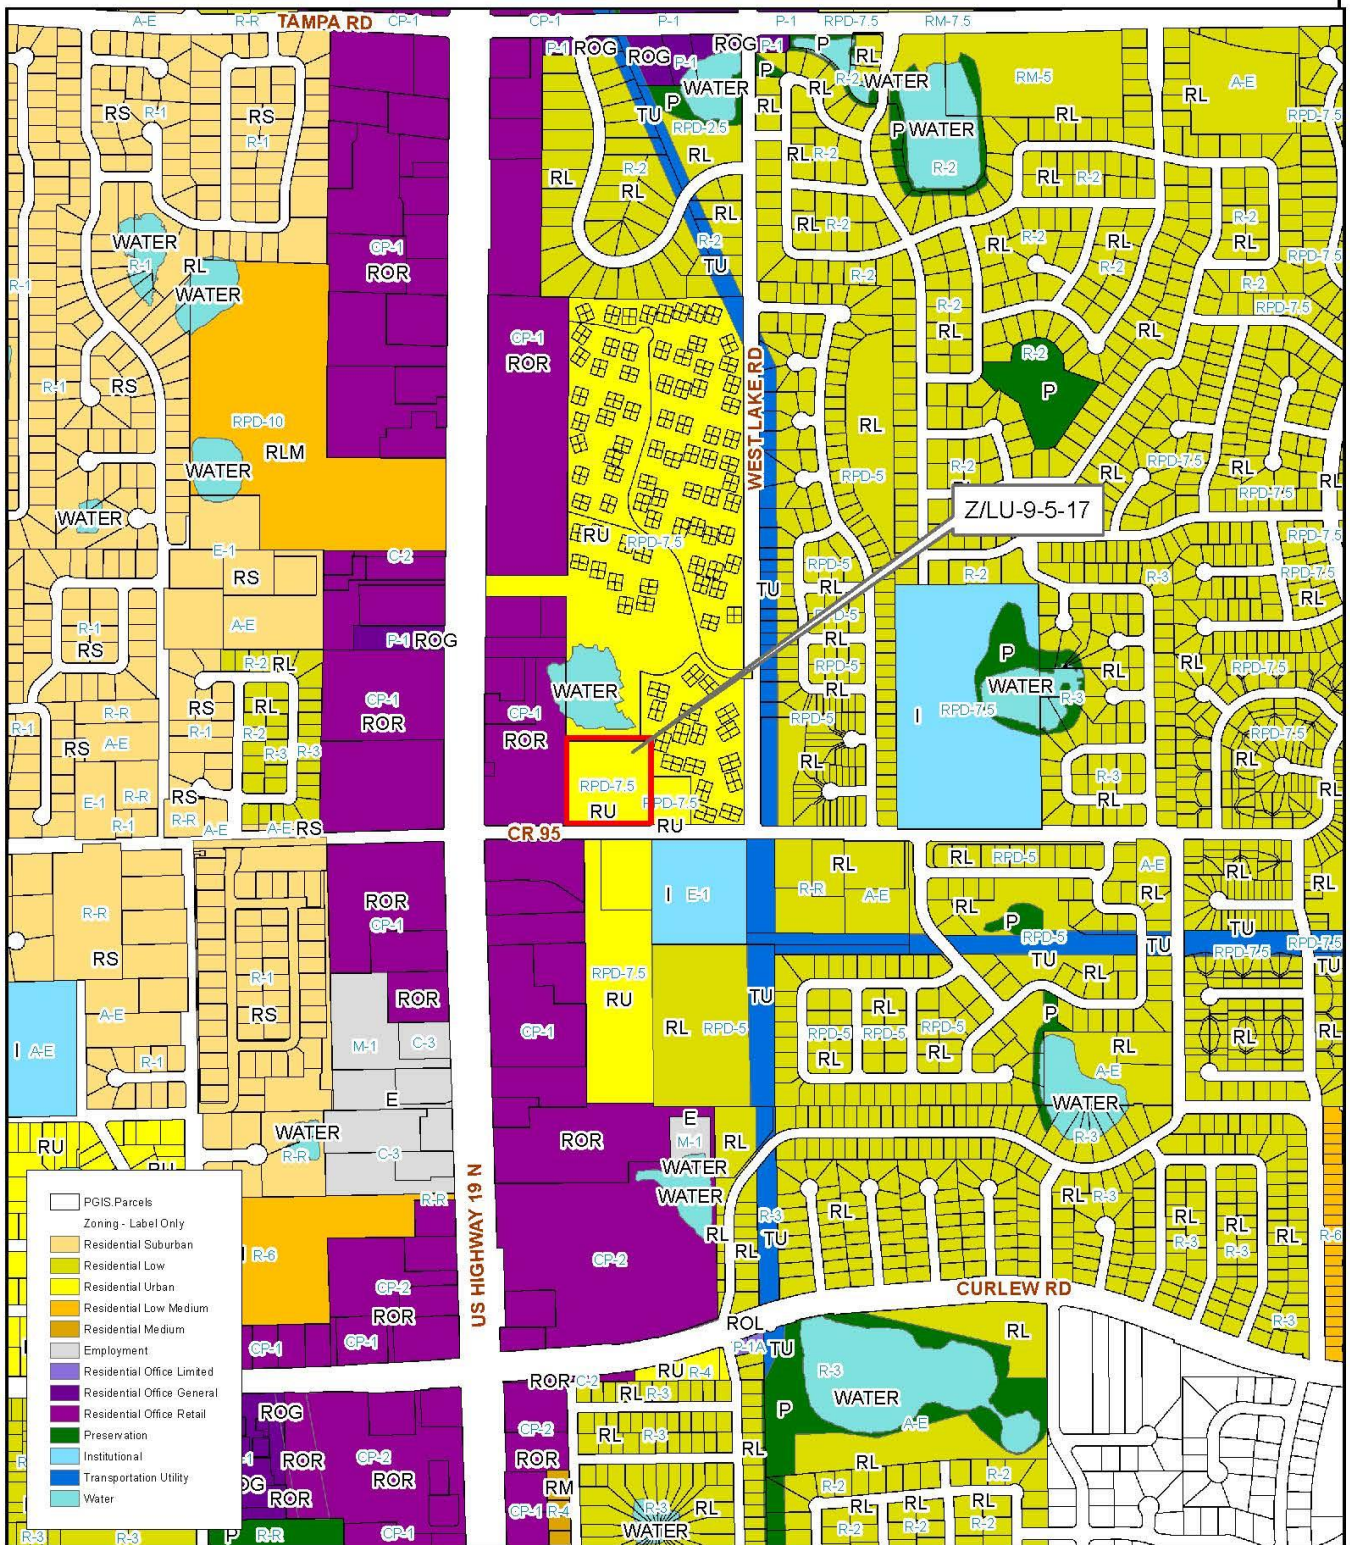 A-E R-R TAMPA RD CP-1 CP-1 P-1 P-1 RPD-7.5 RM-7.5
P-1 ROG ROG P-1 ROG P-1 P RL
RS R-1 RS R-1 WATER P R-2 WATER RM-5 A-E
P TU RPD-2.5 RL RL P WATER RL RL RPD-7.5
RL R-2 RL RL R-2 R-2 RL R-2
WATER R-1 RL CP-1 ROR RL R-2 RL R-2 RL R-2 RL R-2 RL
WATER R-2 TU R-2 R-2 RPD-7.5
R-1 R-2 RL RL R-2 RPD-7.5
CP-1 ROR R-2 P
R-1 RS WEST LAKE RD
RPD-10 RLM RL R-2 RL RPD-7.5
WATER RPD-5 RL RL RPD-7.5
WATER Z/LU-9-5-17
RU RPD-7.5 RPD-7.5
E-1 C-2 RPD-5 R-2 R-3 RPD-7.5
RS TU RL RL
A-E RPD-5
R-1 RS P-1 ROG RL
R-2 RL RPD-5 P RL RL RPD-7.5
RS RL WATER RL WATER R-3
R-R R-1 R-2 CP-1 ROR CP-1 RPD-5 I RPD-7.5
R-1 RS A-E R-3 R-3 ROR RPD-7.5
RL R-3
E-1 R-R RS RPD-7.5 RPD-7.5 RL RL
R-1 R-R A-E A-E RS RU RU
CR 95
ROR CP-1 I E-1 RL RL RPD-5 A-E RL RL
R-R R-R A-E RL RL
RS RPD-7.5 RU P RPD-5 TU TU RPD-7.5 RPD-7.5
R-1 RS ROR TU RL TU
A-E CP-1 RL RPD-5 RL P
I A-E M-1 C-3 RPD-5 RPD-5 RPD-5 RL RL RL
R-1 RL RL A-E
E E WATER
RU WATER ROR M-1 RL R-3
RU R-R C-3 WATER
R-R WATER RL R-3
US HIGHWAY 19 N R-3 RL RL RL RL
I R-6 RL RL TU R-3 R-3 R-6
CP-2 CP-2 CURLEW RD
ROR ROL RL R-3
CP-1 CP-1 P-1A TU
RU R-4 R-3
ROR C-2 RL R-3 WATER
ROG CP-2 P A-E
ROR CP-2 ROR RL R-3
-1 ROR RL RL
OG ROR RM R-2 R-2
CP-1 R-4 R-3 RL RL RL RL
R-3 R-3 P R-R CP-1 WATER R-2 R-2 R-2
PGIS.Parcels
Zoning - Label Only
Residential Suburban
Residential Low
Residential Urban
Residential Low Medium
Residential Medium
Employment
Residential Office Limited
Residential Office General
Residential Office Retail
Preservation
Institutional
Transportation Utility
Water